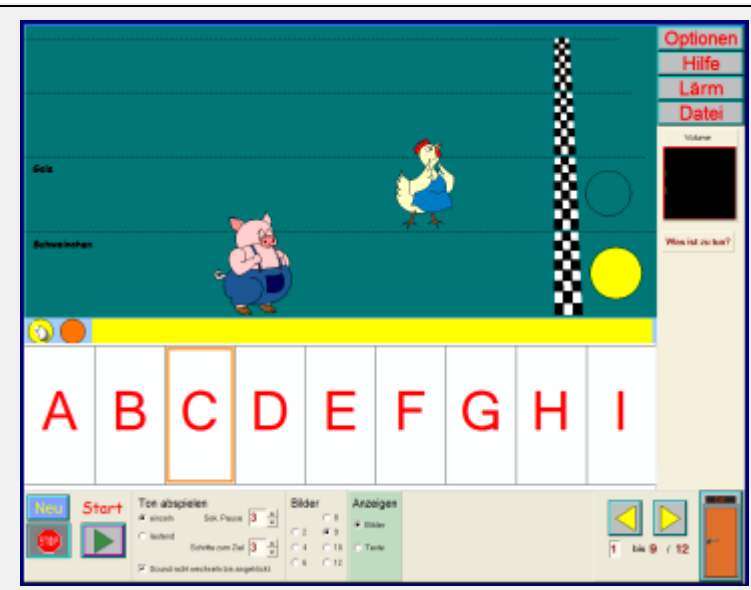 Optionen
Hilfe
Lärm
Datei
Volume
Gais
Schweinchen
Was ist zu tun?
A B C D E F G H I
Neu Start
STOP
Ton abspielen
einzeln Sek. Pause 3
laufend
Schritte zum Ziel 3
Sound nicht wechseln bis angeklickt
Bilder
8
2 9
4 10
6 12
Anzeigen
Bilder
Texte
1 bis 9 / 12